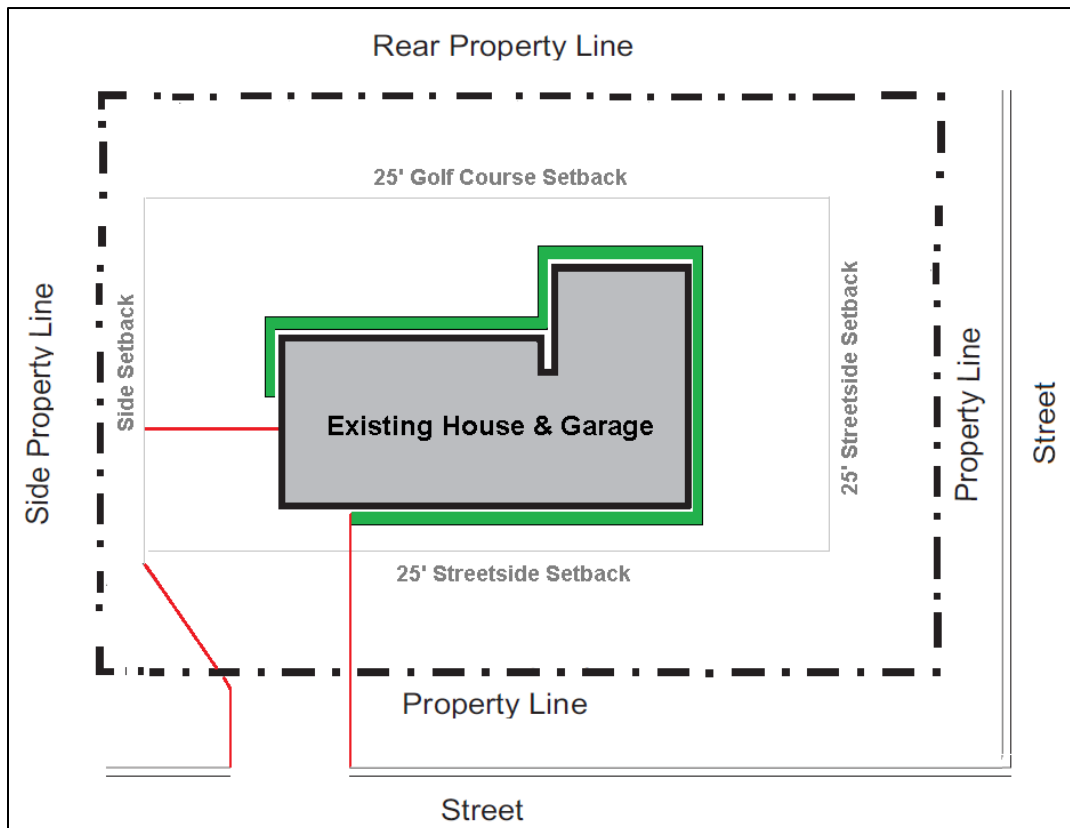 Rear Property Line
25' Golf Course Setback
Side Property Line
Side Setback
Existing House & Garage
25' Streetside Setback
Property Line
Street
25' Streetside Setback
Property Line
Street